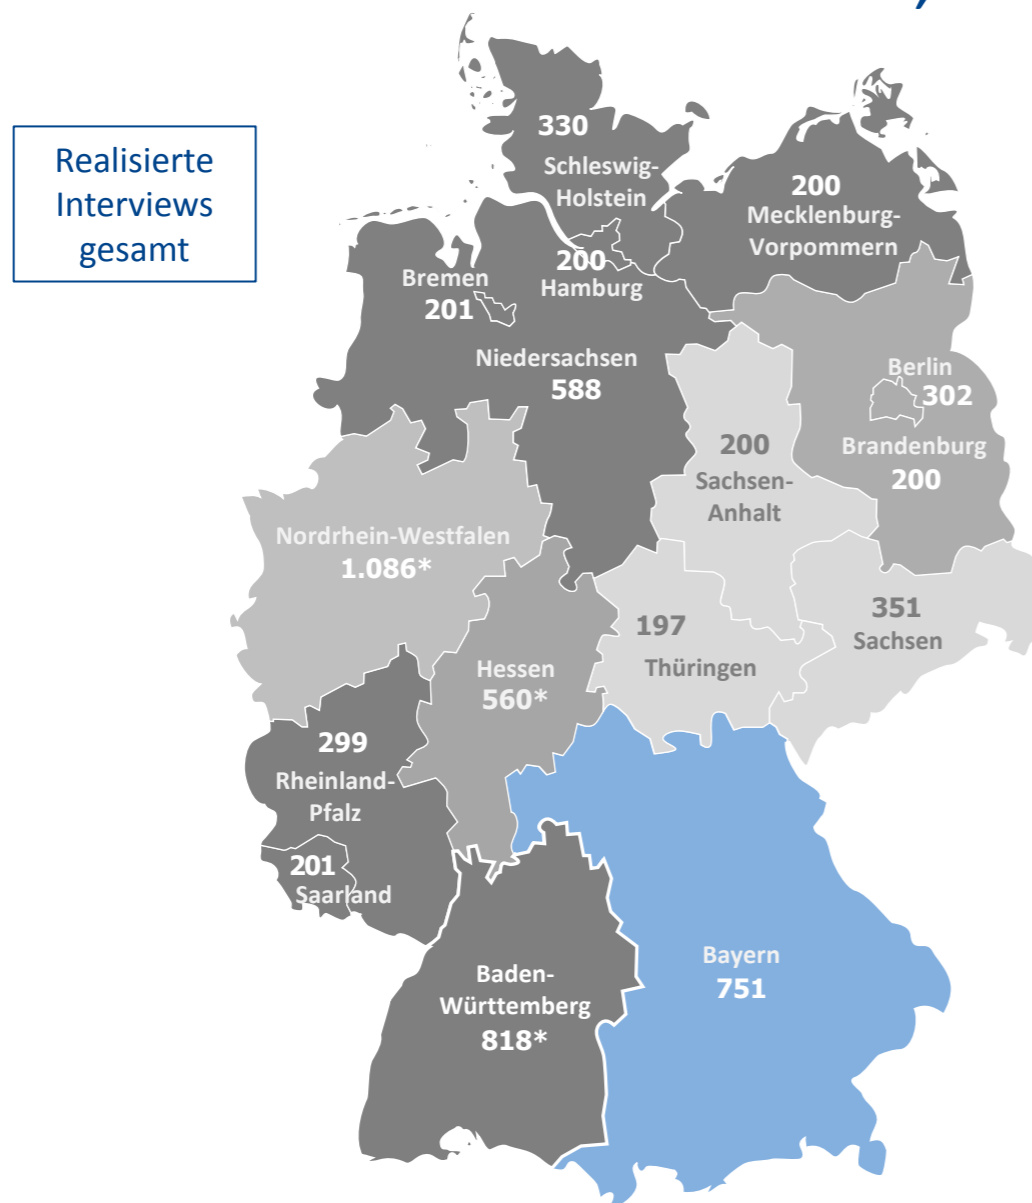 Realisierte
Interviews
gesamt
330
Schleswig-
Holstein
200
Mecklenburg-
Vorpommern
200
Hamburg
Bremen
201
Niedersachsen
588
Berlin
302
Brandenburg
200
200
Sachsen-
Anhalt
Nordrhein-Westfalen
1.086*
351
Sachsen
197
Thüringen
Hessen
560*
299
Rheinland-
Pfalz
201
Saarland
Bayern
751
Baden-
Württemberg
818*